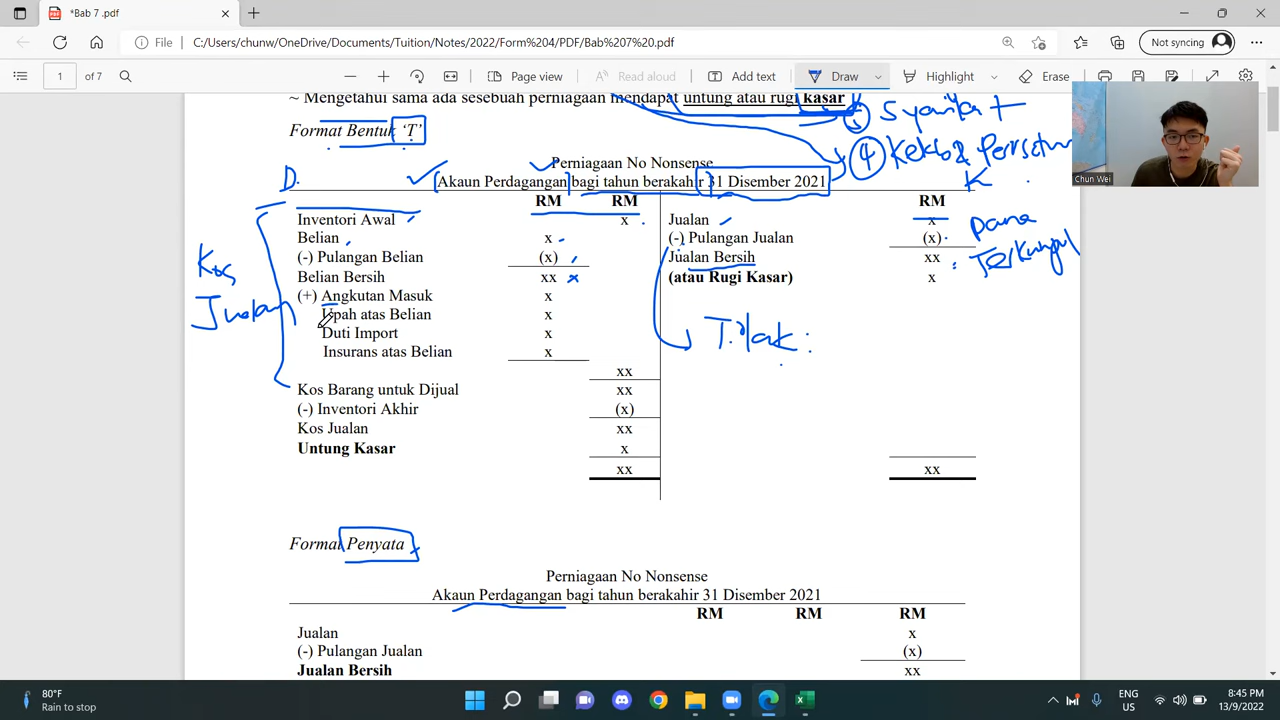 *Bab 7 .pdf
File C:/Users/chunw/OneDrive/Documents/Tuition/Notes/2022/Form%204/PDF/Bab%207%20.pdf Not syncing
1 of 7 Page view Read aloud Add text Draw Highlight Erase
~ Mengetahui sama ada sesebuah perniagaan mendapat untung atau rugi kasar
Format Bentuk 'T'
Perniagaan No Nonsense
Akaun Perdagangan bagi tahun berakahir 31 Disember 2021
D. K
RM RM RM
Inventori Awal x Jualan x
Belian x (-) Pulangan Jualan (x)
(-) Pulangan Belian (x) Jualan Bersih xx
Belian Bersih xx (atau Rugi Kasar) x
(+) Angkutan Masuk x
Upah atas Belian x
Duti Import x
Insurans atas Belian x
xx
Kos Barang untuk Dijual xx
(-) Inventori Akhir (x)
Kos Jualan xx
Untung Kasar x
xx xx
Kos
Jualan
Tolak :
③ Syarikat
④
Dana
Terkumpul
Chun Wei
Format Penyata
Perniagaan No Nonsense
Akaun Perdagangan bagi tahun berakahir 31 Disember 2021
RM RM RM
Jualan x
(-) Pulangan Jualan (x)
Jualan Bersih xx
80°F
Rain to stop
ENG
US
8:45 PM
13/9/2022